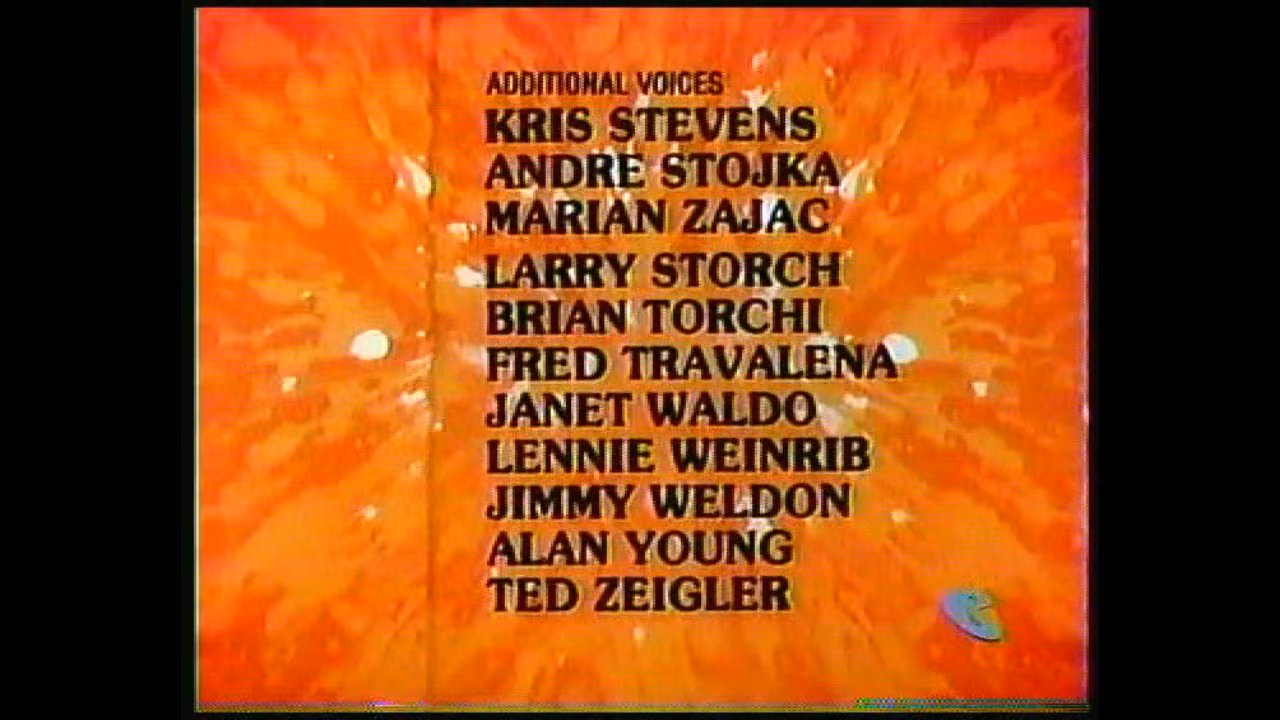 ADDITIONAL VOICES
KRIS STEVENS
ANDRE STOJKA
MARIAN ZAJAC
LARRY STORCH
BRIAN TORCHI
FRED TRAVALENA
JANET WALDO
LENNIE WEINRIB
JIMMY WELDON
ALAN YOUNG
TED ZEIGLER